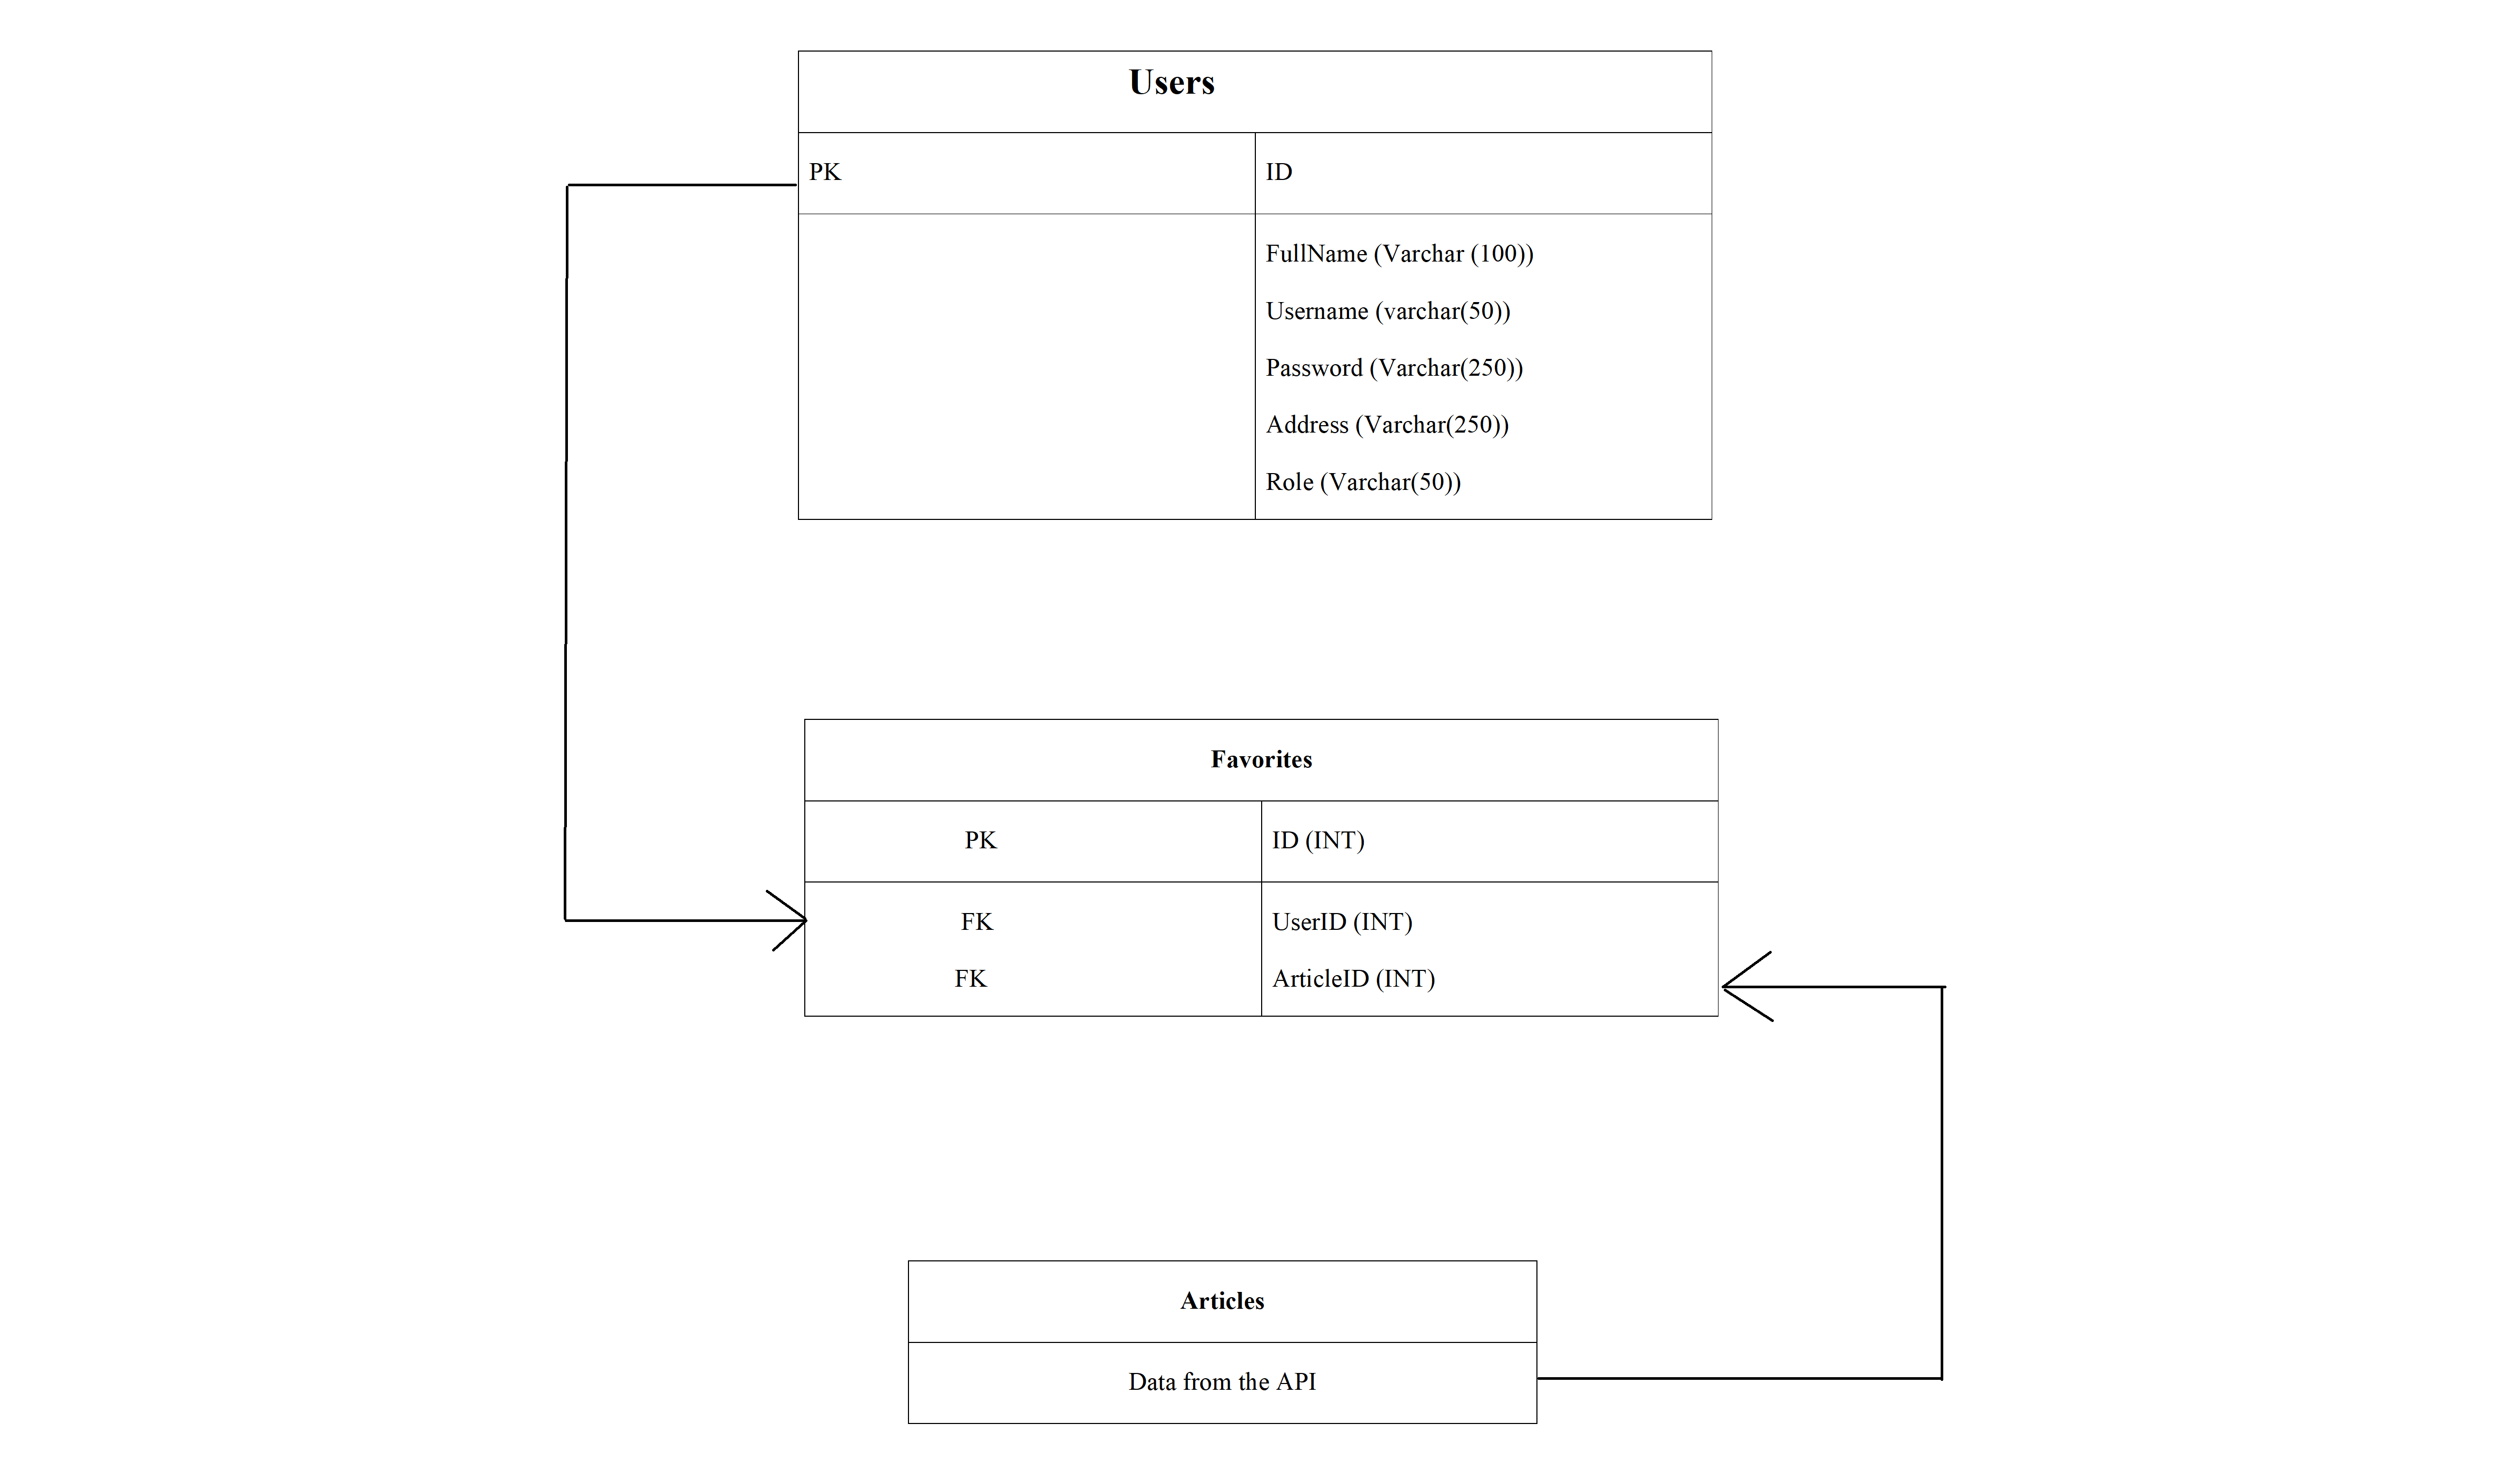 Users
PK ID
FullName (Varchar (100))
Username (varchar(50))
Password (Varchar(250))
Address (Varchar(250))
Role (Varchar(50))
Favorites
PK ID (INT)
FK UserID (INT)
FK ArticleID (INT)
Articles
Data from the API